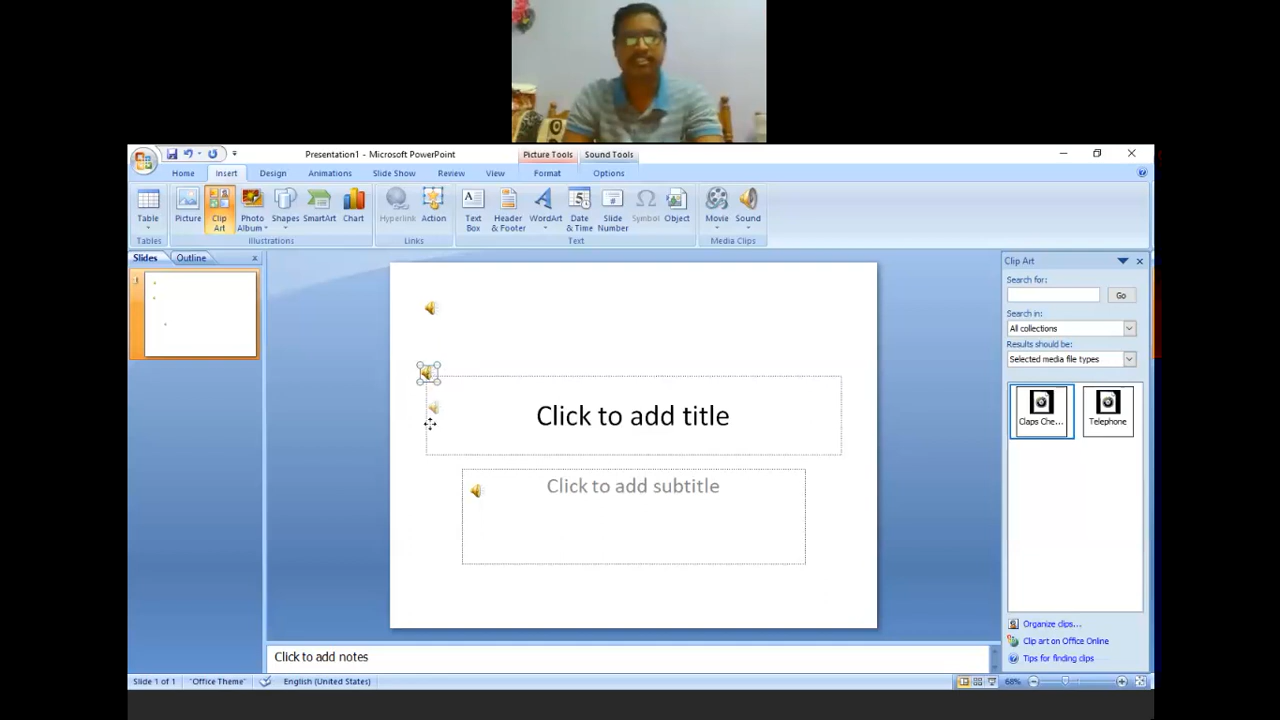 Presentation1 - Microsoft PowerPoint
Picture Tools
Sound Tools
Home
Insert
Design
Animations
Slide Show
Review
View
Format
Options
Table
Picture
Clip Art
Photo Album
Shapes
SmartArt
Chart
Hyperlink
Action
Text Box
Header & Footer
WordArt
Date & Time
Slide Number
Symbol
Object
Movie
Sound
Tables
Illustrations
Links
Text
Media Clips
Slides
Outline
1
Click to add title
Click to add subtitle
Click to add notes
Clip Art
Search for:
Go
Search in:
All collections
Results should be:
Selected media file types
Claps Che...
Telephone
Organize clips...
Clip art on Office Online
Tips for finding clips
Slide 1 of 1
"Office Theme"
English (United States)
68%